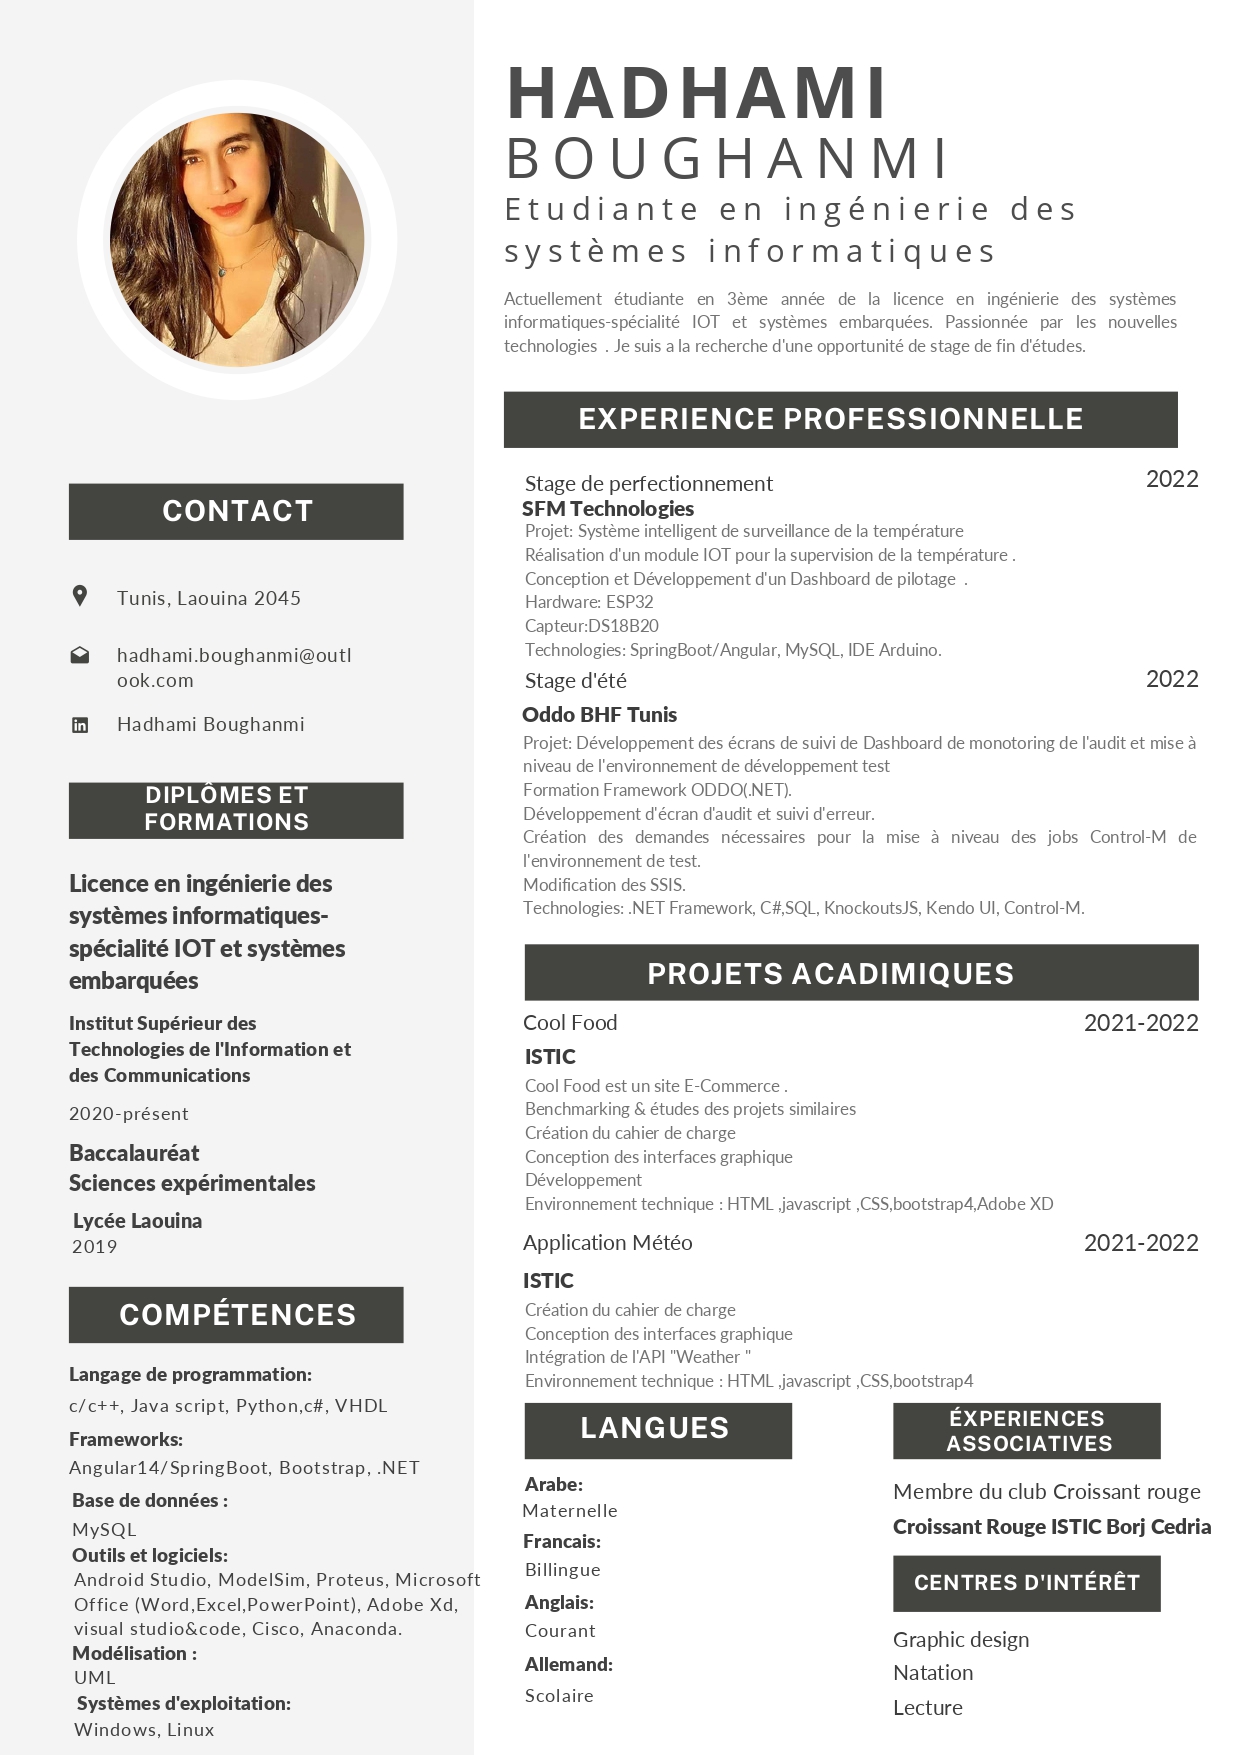 HADHAMI
BOUGHANMI
Etudiante en ingénierie des
systèmes informatiques
Actuellement étudiante en 3ème année de la licence en ingénierie des systèmes
informatiques-spécialité IOT et systèmes embarquées. Passionnée par les nouvelles
technologies . Je suis a la recherche d'une opportunité de stage de fin d'études.
CONTACT
Tunis, Laouina 2045
hadhami.boughanmi@outl
ook.com
Hadhami Boughanmi
DIPLÔMES ET
FORMATIONS
Licence en ingénierie des
systèmes informatiques-
spécialité IOT et systèmes
embarquées
Institut Supérieur des
Technologies de l'Information et
des Communications
2020-présent
Baccalauréat
Sciences expérimentales
Lycée Laouina
2019
COMPÉTENCES
Langage de programmation:
c/c++, Java script, Python,c#, VHDL
Frameworks:
Angular14/SpringBoot, Bootstrap, .NET
Base de données :
MySQL
Outils et logiciels:
Android Studio, ModelSim, Proteus, Microsoft
Office (Word,Excel,PowerPoint), Adobe Xd,
visual studio&code, Cisco, Anaconda.
Modélisation :
UML
Systèmes d'exploitation:
Windows, Linux
EXPERIENCE PROFESSIONNELLE
Stage de perfectionnement 2022
SFM Technologies
Projet: Système intelligent de surveillance de la température
Réalisation d'un module IOT pour la supervision de la température .
Conception et Développement d'un Dashboard de pilotage .
Hardware: ESP32
Capteur:DS18B20
Technologies: SpringBoot/Angular, MySQL, IDE Arduino.
Stage d'été 2022
Oddo BHF Tunis
Projet: Développement des écrans de suivi de Dashboard de monotoring de l'audit et mise à
niveau de l'environnement de développement test
Formation Framework ODDO(.NET).
Développement d'écran d'audit et suivi d'erreur.
Création des demandes nécessaires pour la mise à niveau des jobs Control-M de
l'environnement de test.
Modification des SSIS.
Technologies: .NET Framework, C#,SQL, KnockoutsJS, Kendo UI, Control-M.
PROJETS ACADIMIQUES
Cool Food 2021-2022
ISTIC
Cool Food est un site E-Commerce .
Benchmarking & études des projets similaires
Création du cahier de charge
Conception des interfaces graphique
Développement
Environnement technique : HTML ,javascript ,CSS,bootstrap4,Adobe XD
Application Météo 2021-2022
ISTIC
Création du cahier de charge
Conception des interfaces graphique
Intégration de l'API "Weather "
Environnement technique : HTML ,javascript ,CSS,bootstrap4
LANGUES
Arabe:
Maternelle
Francais:
Billingue
Anglais:
Courant
Allemand:
Scolaire
ÉXPERIENCES
ASSOCIATIVES
Membre du club Croissant rouge
Croissant Rouge ISTIC Borj Cedria
CENTRES D'INTÉRÊT
Graphic design
Natation
Lecture